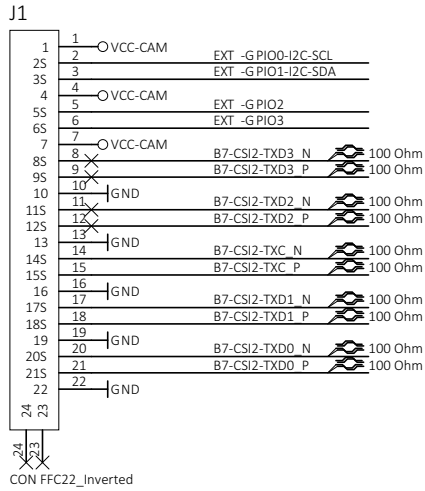 J1
1 1 VCC-CAM
2S 2 EXT -GPIO0-I2C-SCL
3S 3 EXT -GPIO1-I2C-SDA
4 4 VCC-CAM
5S 5 EXT -GPIO2
6S 6 EXT -GPIO3
7 7 VCC-CAM
8S 8 B7-CSI2-TXD3_N 100 Ohm
9S 9 B7-CSI2-TXD3_P 100 Ohm
10 10 GND
11S 11 B7-CSI2-TXD2_N 100 Ohm
12S 12 B7-CSI2-TXD2_P 100 Ohm
13 13 GND
14S 14 B7-CSI2-TXC_N 100 Ohm
15S 15 B7-CSI2-TXC_P 100 Ohm
16 16 GND
17S 17 B7-CSI2-TXD1_N 100 Ohm
18S 18 B7-CSI2-TXD1_P 100 Ohm
19 19 GND
20S 20 B7-CSI2-TXD0_N 100 Ohm
21S 21 B7-CSI2-TXD0_P 100 Ohm
22 22 GND
24 23
24 23
CON FFC22_Inverted